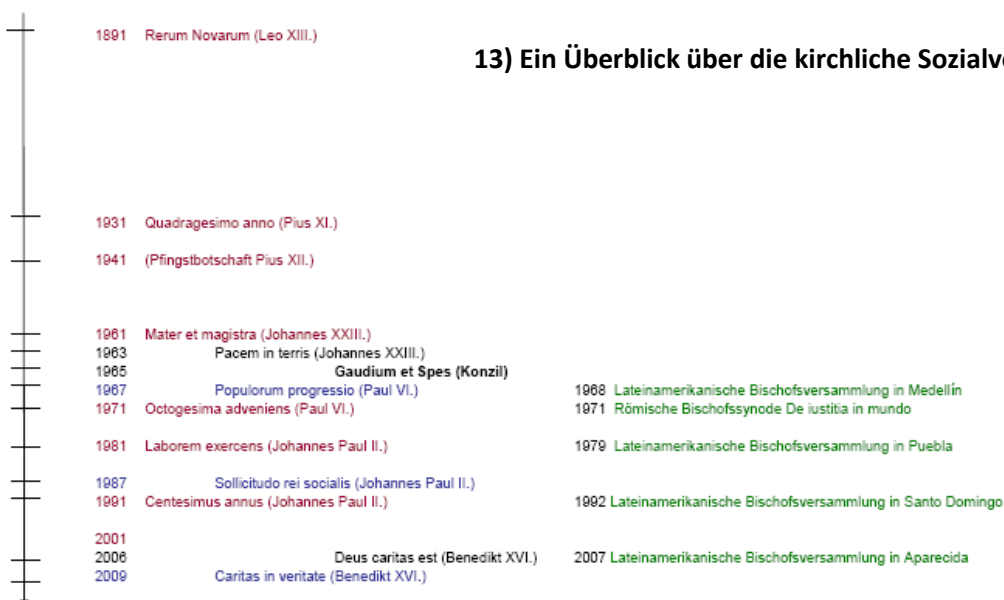 1891 Rerum Novarum (Leo XIII.)
13) Ein Überblick über die kirchliche
1931 Quadragesimo anno (Pius XI.)
1941 (Pfingstbotschaft Pius XII.)
1961 Mater et magistra (Johannes XXIII.)
1963 Pacem in terris (Johannes XXIII.)
1965 Gaudium et Spes (Konzil)
1967 Populorum progressio (Paul VI.) 1968 Lateinamerikanische Bischofsversammlung in Medellín
1971 Octogesima adveniens (Paul VI.) 1971 Römische Bischofssynode De iustitia in mundo
1981 Laborem exercens (Johannes Paul II.) 1979 Lateinamerikanische Bischofsversammlung in Puebla
1987 Sollicitudo rei socialis (Johannes Paul II.)
1991 Centesimus annus (Johannes Paul II.) 1992 Lateinamerikanische Bischofsversammlung in Santo Domingo
2001
2006 Deus caritas est (Benedikt XVI.) 2007 Lateinamerikanische Bischofsversammlung in Aparecida
2009 Caritas in veritate (Benedikt XVI.)